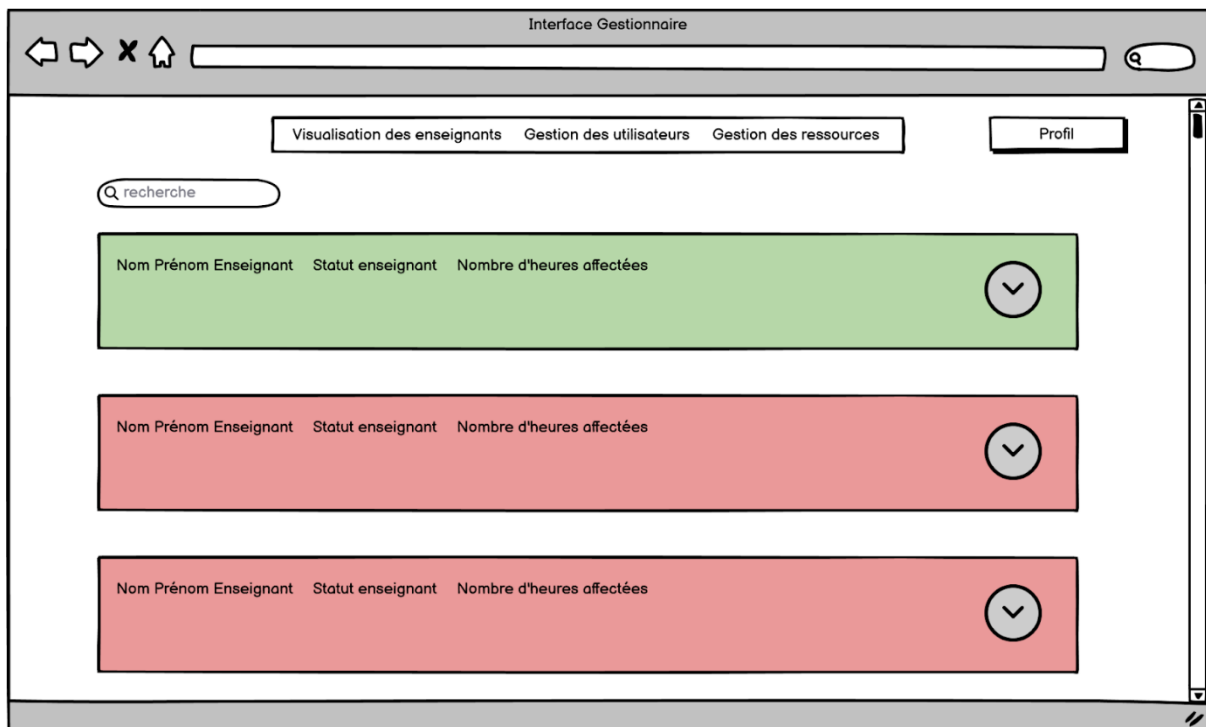 Interface Gestionnaire
Visualisation des enseignants Gestion des utilisateurs Gestion des ressources Profil
recherche
Nom Prénom Enseignant Statut enseignant Nombre d'heures affectées
Nom Prénom Enseignant Statut enseignant Nombre d'heures affectées
Nom Prénom Enseignant Statut enseignant Nombre d'heures affectées